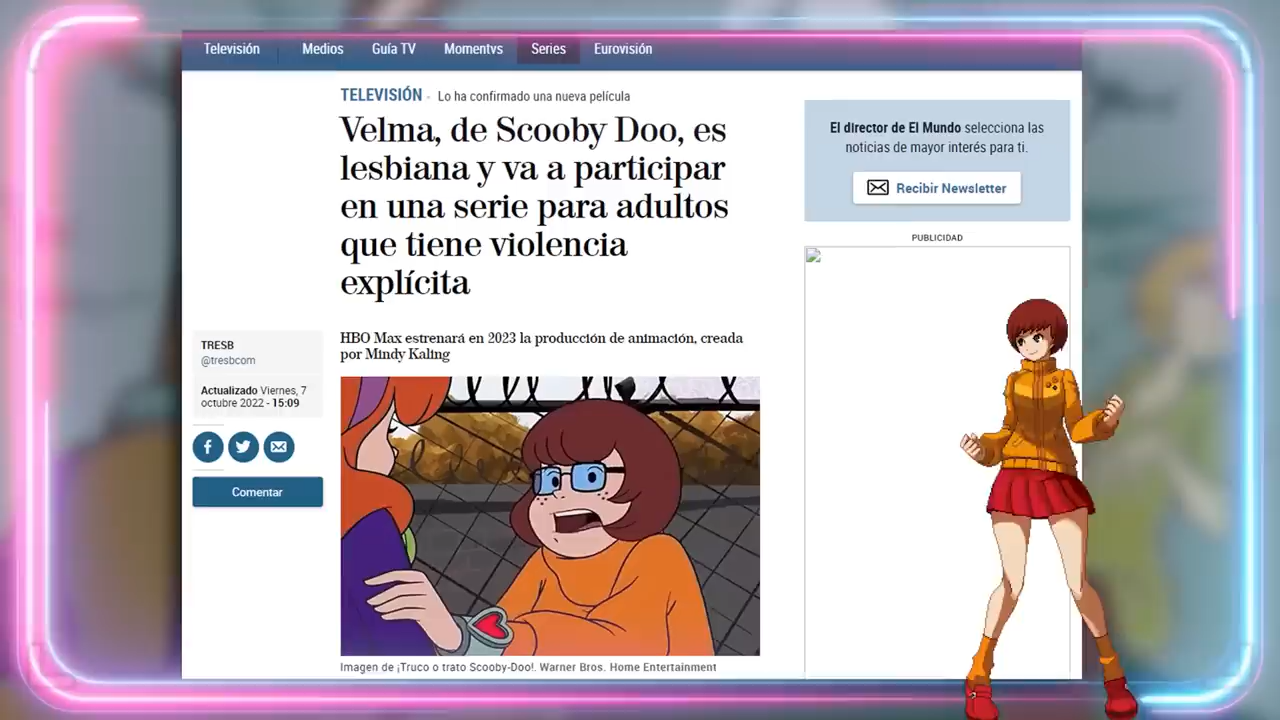 Televisión Medios Guía TV Momentvs Series Eurovisión
TELEVISIÓN - Lo ha confirmado una nueva película
Velma, de Scooby Doo, es
lesbiana y va a participar
en una serie para adultos
que tiene violencia
explícita
HBO Max estrenará en 2023 la producción de animación, creada
por Mindy Kaling
TRESB
@tresbcom
Actualizado Viernes, 7
octubre 2022 - 15:09
Comentar
Imagen de ¡Truco o trato Scooby-Doo!. Warner Bros. Home Entertainment
El director de El Mundo selecciona las
noticias de mayor interés para ti.
Recibir Newsletter
PUBLICIDAD